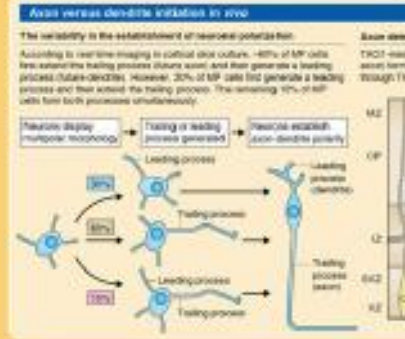 Axon versus dendrite initiation in vivo
The variability in the establishment of neuronal polarization
According to real-time imaging in cortical slice culture, ~60% of MP cells
first extend the trailing process (future axon) and then generate a leading
process (future dendrite). However, 30% of MP cells first generate a leading
process and then extend the trailing process. The remaining 10% of MP
cells form both processes simultaneously.
Neurons display
multipolar morphology
Trailing or leading
process generated
Neurons establish
axon-dendrite polarity
Leading process
30%
Leading
process
(dendrite)
Trailing process
60%
Trailing
process
(axon)
Leading process
10%
Trailing process
Axon
through
MZ
CP
IZ
SVZ
VZ